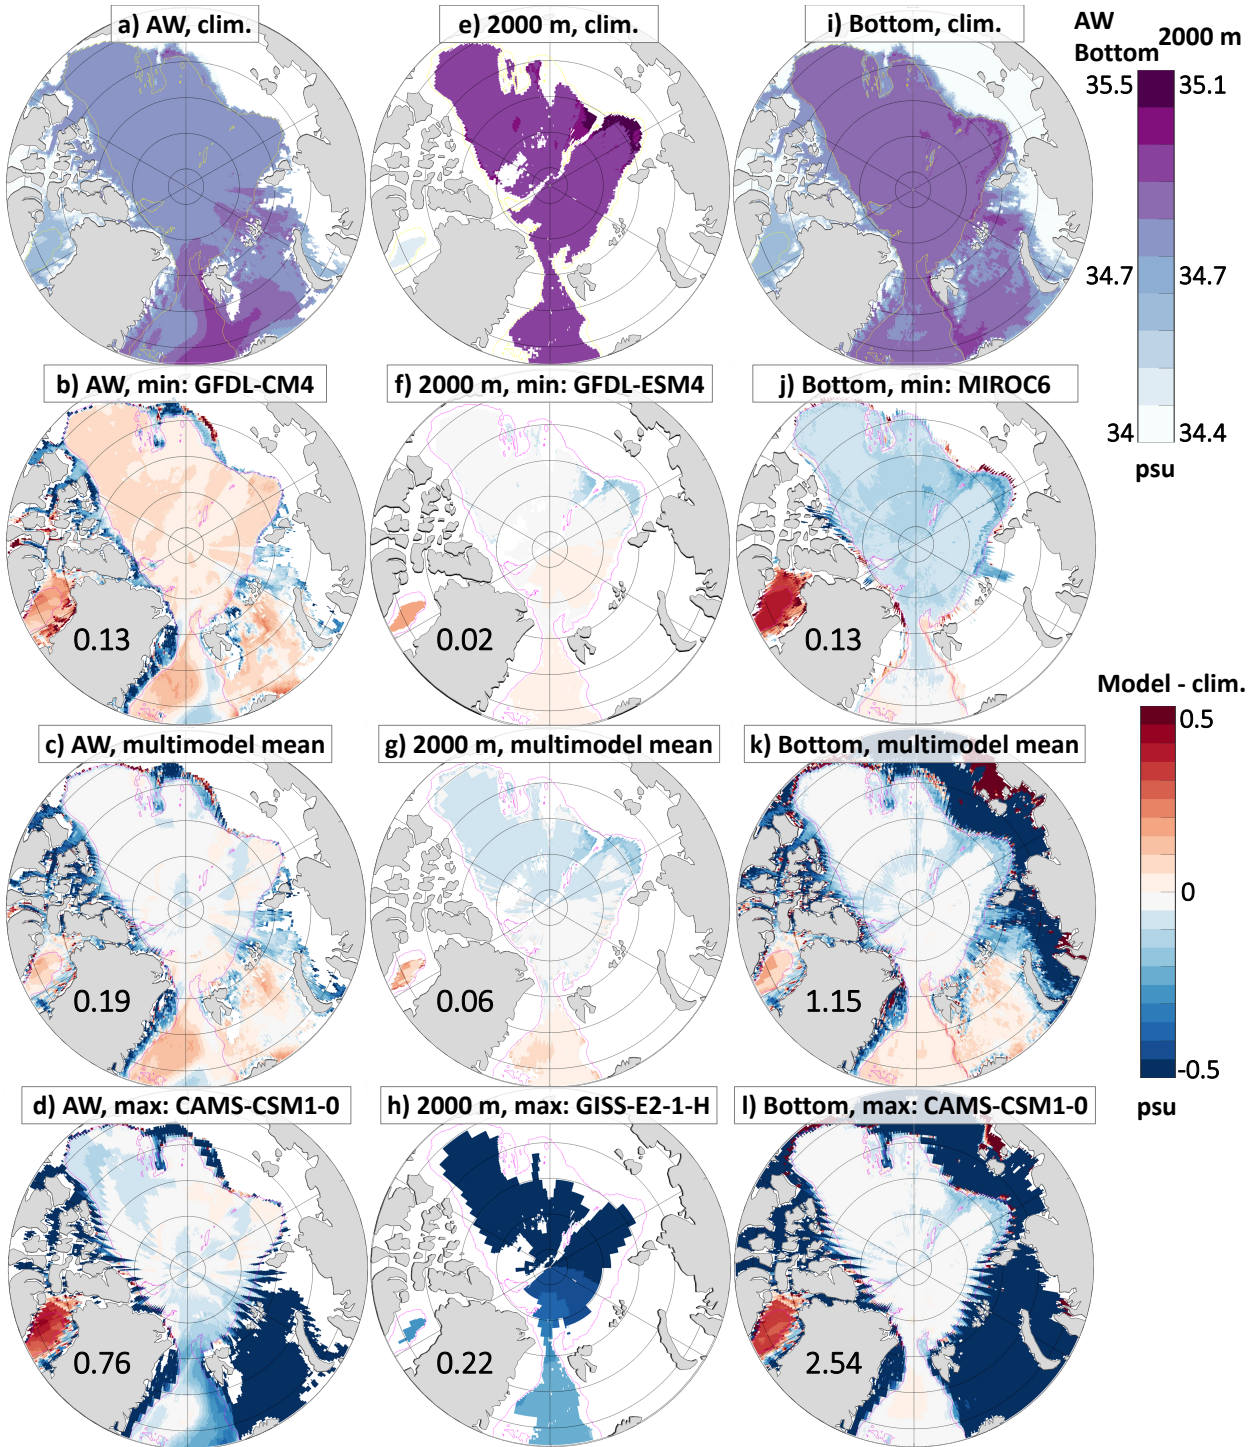 a) AW, clim.
e) 2000 m, clim.
i) Bottom, clim.
AW
Bottom
2000 m
35.5
35.1
34.7
34.7
34
34.4
psu
b) AW, min: GFDL-CM4
f) 2000 m, min: GFDL-ESM4
j) Bottom, min: MIROC6
0.13
0.02
0.13
Model - clim.
0.5
0
-0.5
psu
c) AW, multimodel mean
g) 2000 m, multimodel mean
k) Bottom, multimodel mean
0.19
0.06
1.15
d) AW, max: CAMS-CSM1-0
h) 2000 m, max: GISS-E2-1-H
l) Bottom, max: CAMS-CSM1-0
0.76
0.22
2.54